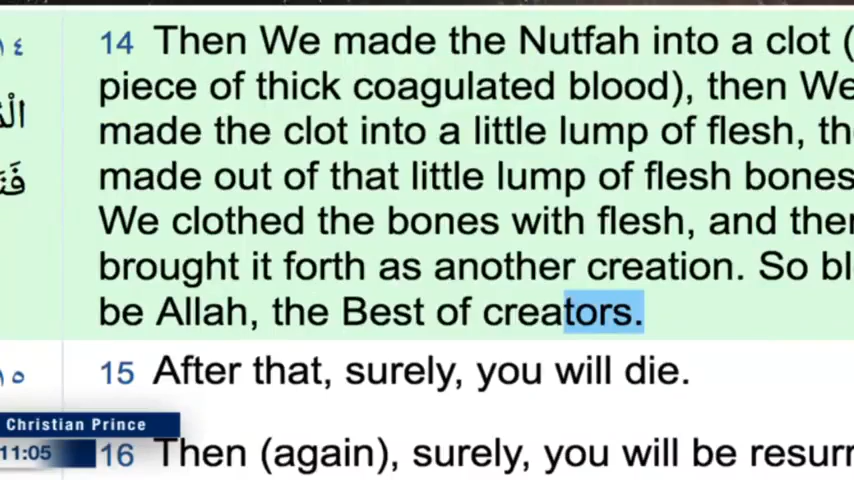 14 Then We made the Nutfah into a clot (
piece of thick coagulated blood), then We
made the clot into a little lump of flesh, th
made out of that little lump of flesh bones
We clothed the bones with flesh, and then
brought it forth as another creation. So bl
be Allah, the Best of creators.
15 After that, surely, you will die.
Christian Prince
11:05
16 Then (again), surely, you will be resurr